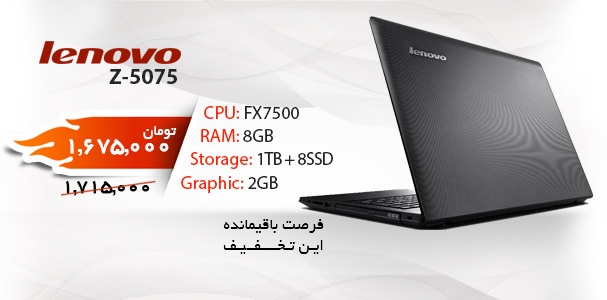 lenovo
Z-5075
CPU: FX7500
RAM: 8GB
Storage: 1TB + 8SSD
Graphic: 2GB
تومان
۱,۶۷۵,۰۰۰
۱,۷۱۵,۰۰۰
فرصت باقیمانده
این تخـــفـــیـف
lenovo